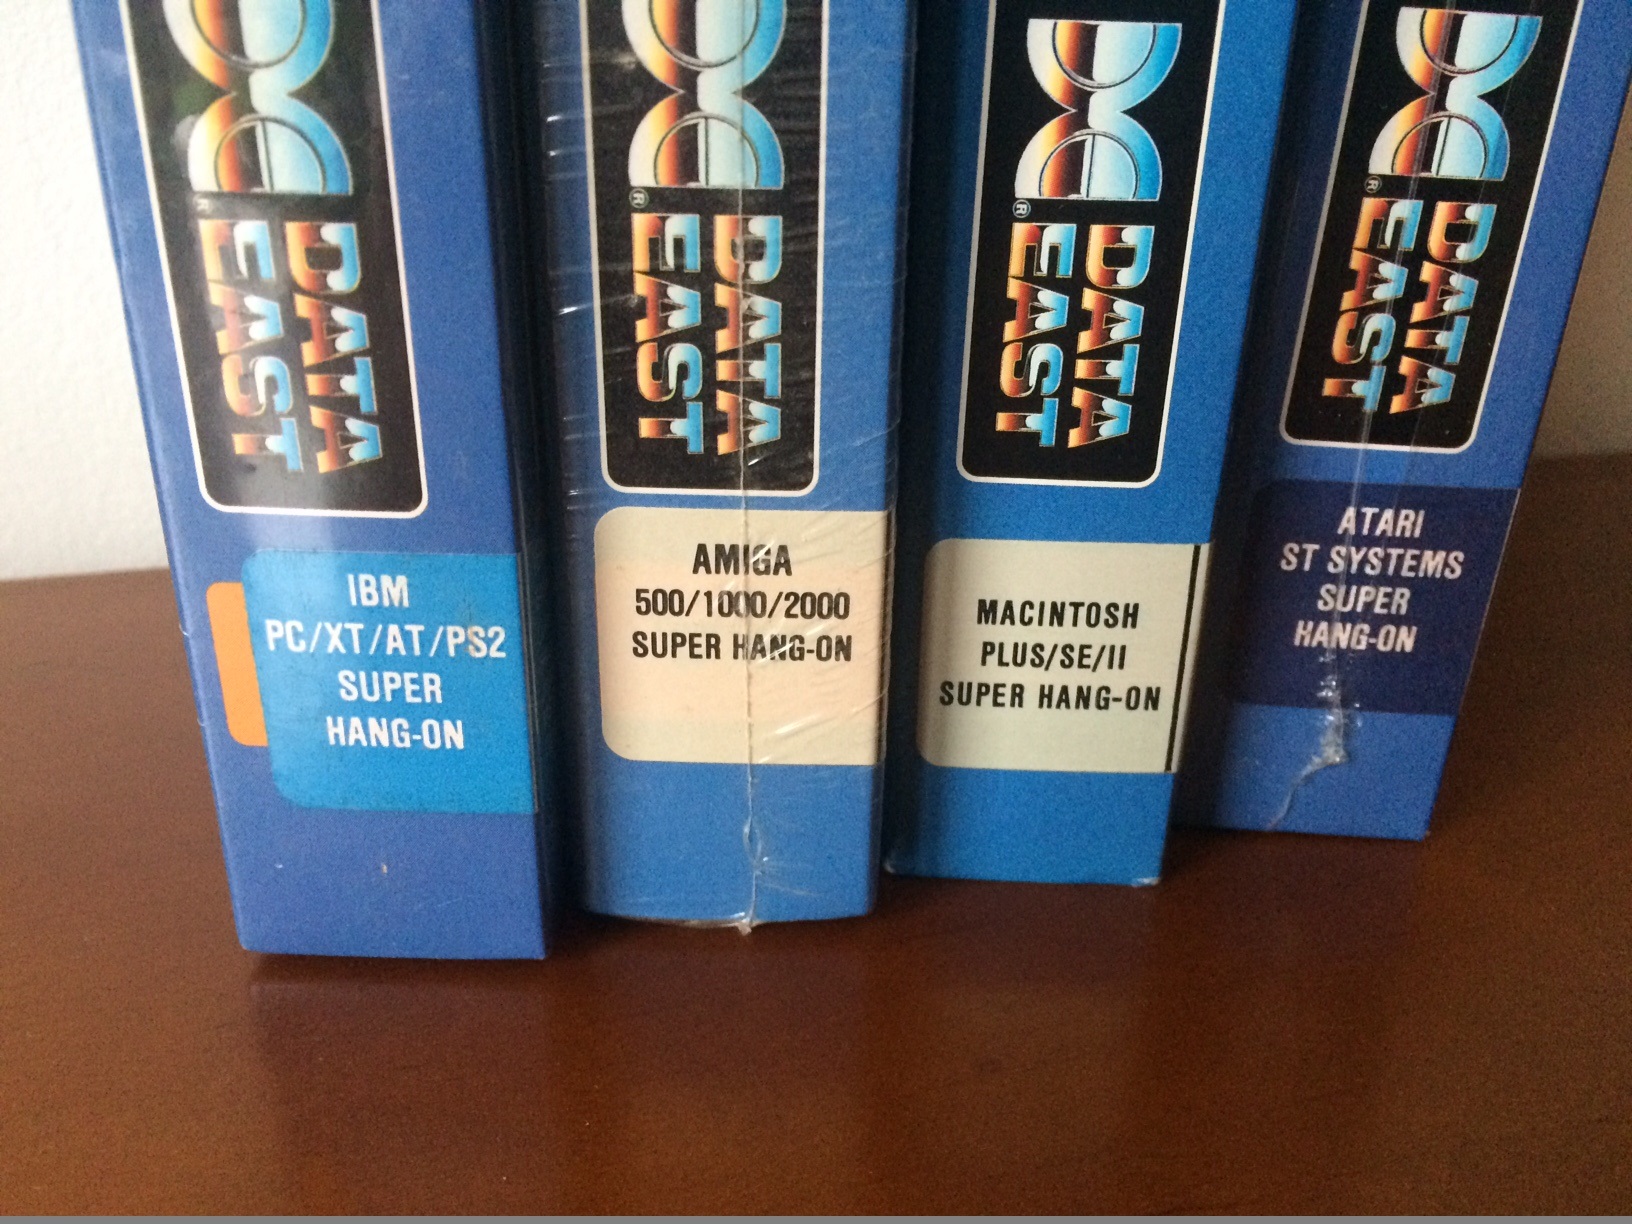 DATA
EAST
®
IBM
PC/XT/AT/PS2
SUPER
HANG-ON
DATA
EAST
®
AMIGA
500/1000/2000
SUPER HANG-ON
DATA
EAST
®
MACINTOSH
PLUS/SE/II
SUPER HANG-ON
DATA
EAST
®
ATARI
ST SYSTEMS
SUPER
HANG-ON